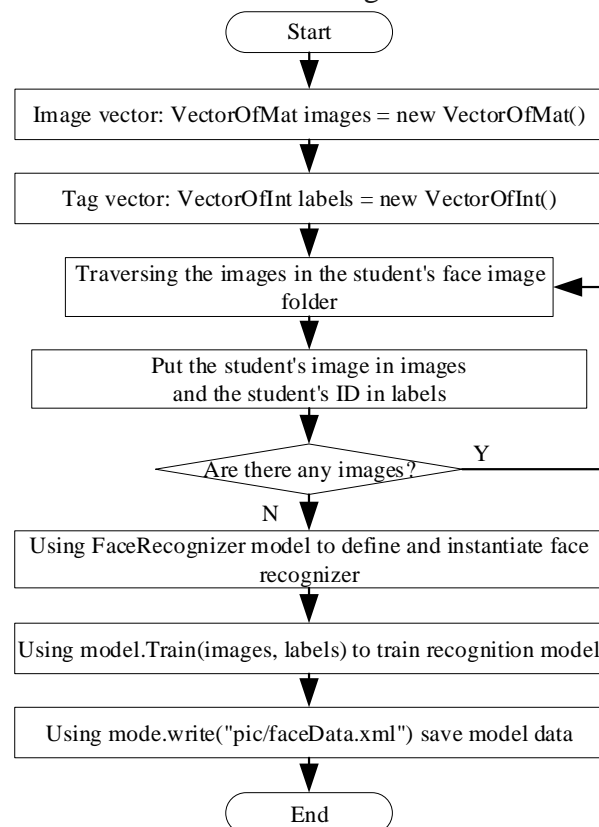 Start
Image vector: VectorOfMat images = new VectorOfMat()
Tag vector: VectorOfInt labels = new VectorOfInt()
Traversing the images in the student's face image
folder
Put the student's image in images
and the student's ID in labels
Are there any images?
Y
N
Using FaceRecognizer model to define and instantiate face
recognizer
Using model.Train(images, labels) to train recognition model
Using mode.write("pic/faceData.xml") save model data
End